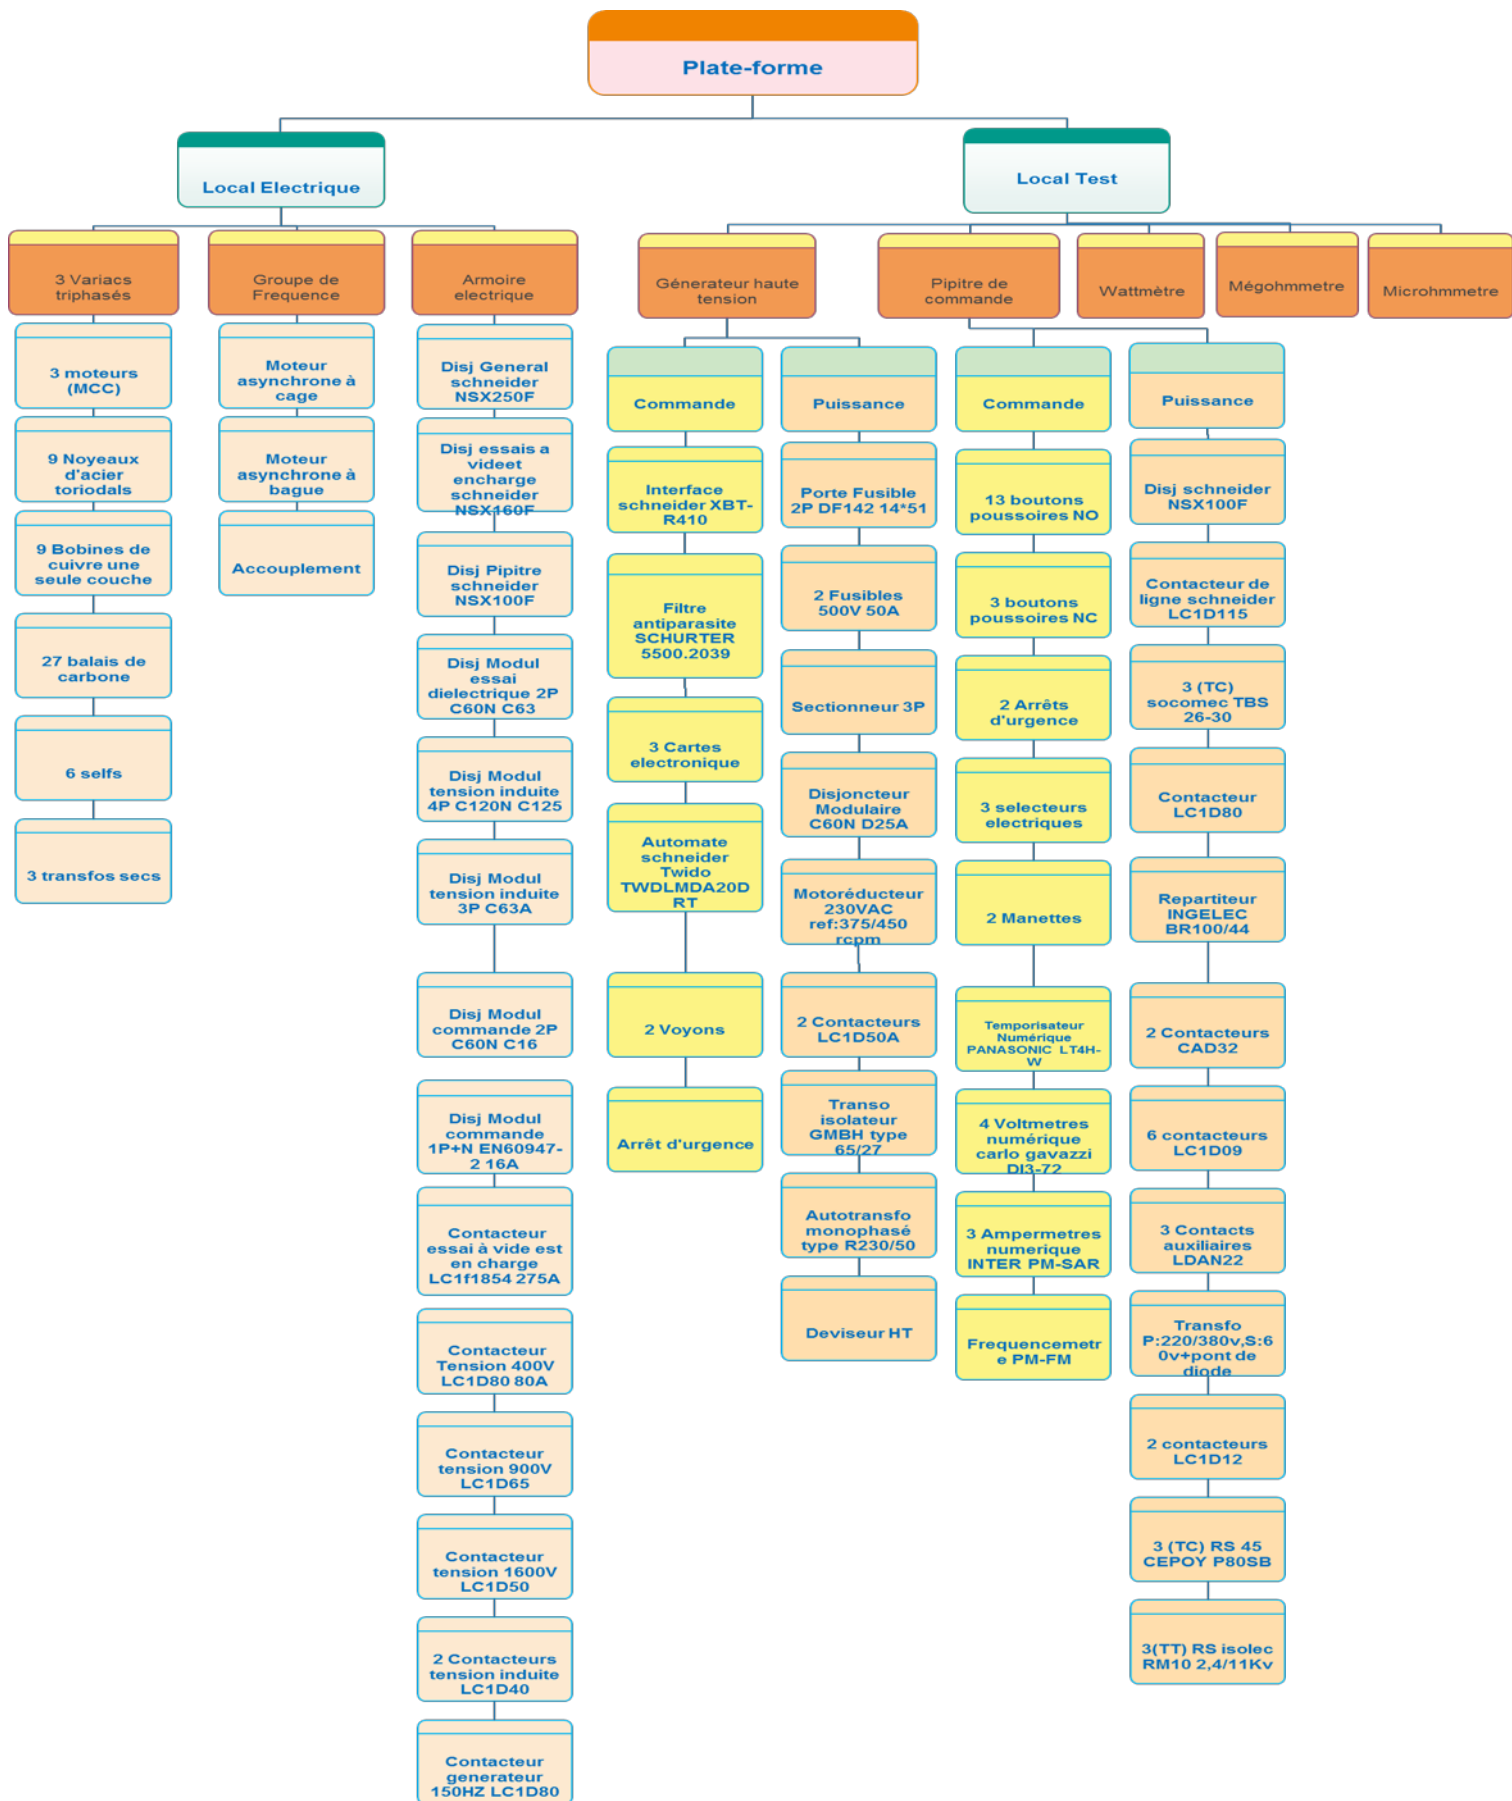 Plate-forme
Local Electrique
Local Test
3 Variacs
triphasés
Groupe de
Frequence
Armoire
electrique
Génerateur haute
tension
Pipitre de
commande
Wattmètre
Mégohmmetre
Microhmmetre
3 moteurs
(MCC)
9 Noyeaux
d'acier
toriodals
9 Bobines de
cuivre une
seule couche
27 balais de
carbone
6 selfs
3 transfos secs
Moteur
asynchrone à
cage
Moteur
asynchrone à
bague
Accouplement
Disj General
schneider
NSX250F
Disj essais a
videet
encharge
schneider
NSX160F
Disj Pipitre
schneider
NSX100F
Disj Modul
essai
dielectrique 2P
C60N C63
Disj Modul
tension induite
4P C120N C125
Disj Modul
tension induite
3P C63A
Disj Modul
commande 2P
C60N C16
Disj Modul
commande
1P+N EN60947-
2 16A
Contacteur
essai à vide est
en charge
LC1f1854 275A
Contacteur
Tension 400V
LC1D80 80A
Contacteur
tension 900V
LC1D65
Contacteur
tension 1600V
LC1D50
2 Contacteurs
tension induite
LC1D40
Contacteur
generateur
150HZ LC1D80
Commande
Interface
schneider XBT-
R410
Filtre
antiparasite
SCHURTER
5500.2039
3 Cartes
electronique
Automate
schneider
Twido
TWDLMDA20D
RT
2 Voyons
Arrêt d'urgence
Puissance
Porte Fusible
2P DF142 14*51
2 Fusibles
500V 50A
Sectionneur 3P
Disjoncteur
Modulaire
C60N D25A
Motoréducteur
230VAC
ref:375/450
rcpm
2 Contacteurs
LC1D50A
Transo
isolateur
GMBH type
65/27
Autotransfo
monophasé
type R230/50
Deviseur HT
Commande
13 boutons
poussoires NO
3 boutons
poussoires NC
2 Arrêts
d'urgence
3 selecteurs
electriques
2 Manettes
Temporisateur
Numérique
PANASONIC LT4H-
W
4 Voltmetres
numérique
carlo gavazzi
DI3-72
3 Ampermetres
numerique
INTER PM-SAR
Frequencemetr
e PM-FM
Puissance
Disj schneider
NSX100F
Contacteur de
ligne schneider
LC1D115
3 (TC)
socomec TBS
26-30
Contacteur
LC1D80
Repartiteur
INGELEC
BR100/44
2 Contacteurs
CAD32
6 contacteurs
LC1D09
3 Contacts
auxiliaires
LDAN22
Transfo
P:220/380v,S:6
0v+pont de
diode
2 contacteurs
LC1D12
3 (TC) RS 45
CEPOY P80SB
3(TT) RS isolec
RM10 2,4/11Kv